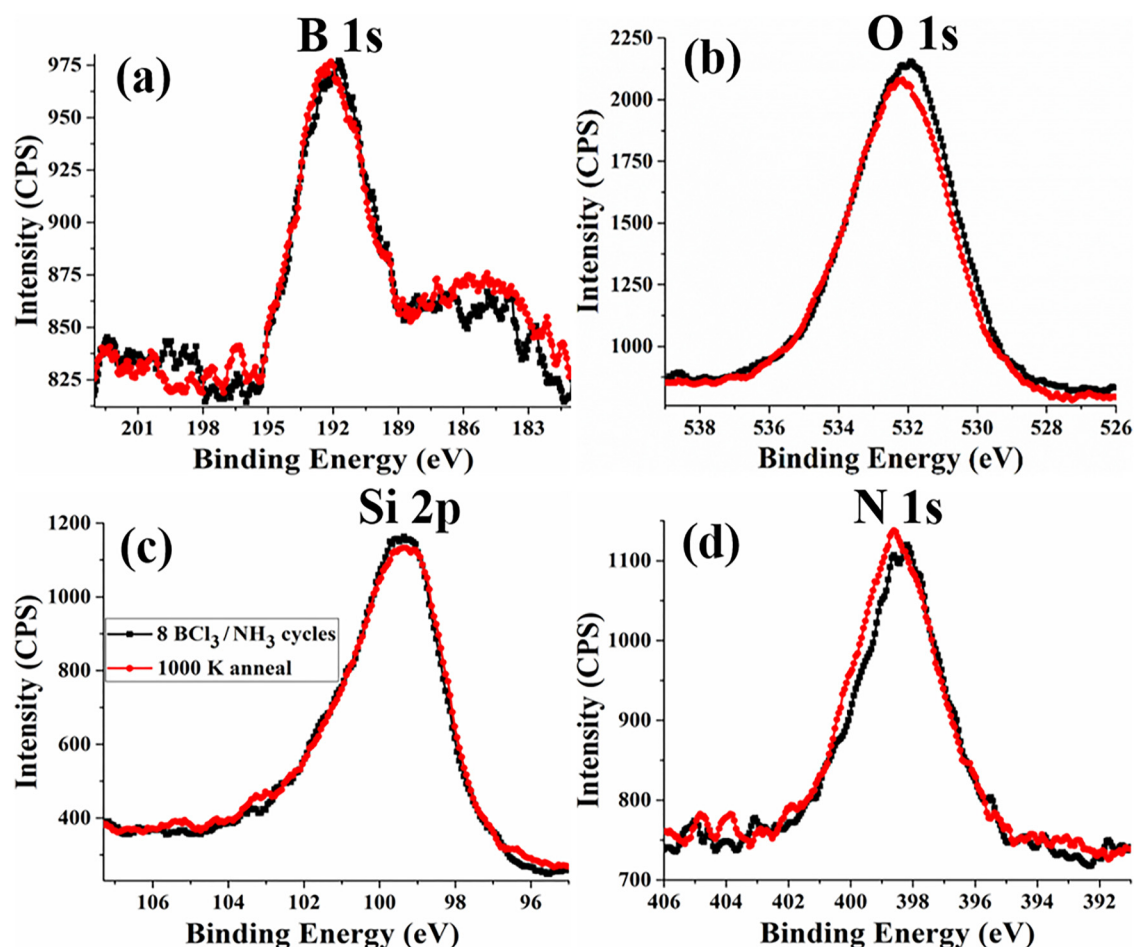 B 1s
(a)
975
950
925
900
875
850
825
201 198 195 192 189 186 183
Intensity (CPS)
Binding Energy (eV)
O 1s
(b)
2250
2000
1750
1500
1250
1000
538 536 534 532 530 528 526
Intensity (CPS)
Binding Energy (eV)
Si 2p
(c)
1200
1000
800
600
400
8 BCl₃ / NH₃ cycles
1000 K anneal
106 104 102 100 98 96
Intensity (CPS)
Binding Energy (eV)
N 1s
(d)
1100
1000
900
800
700
406 404 402 400 398 396 394 392
Intensity (CPS)
Binding Energy (eV)